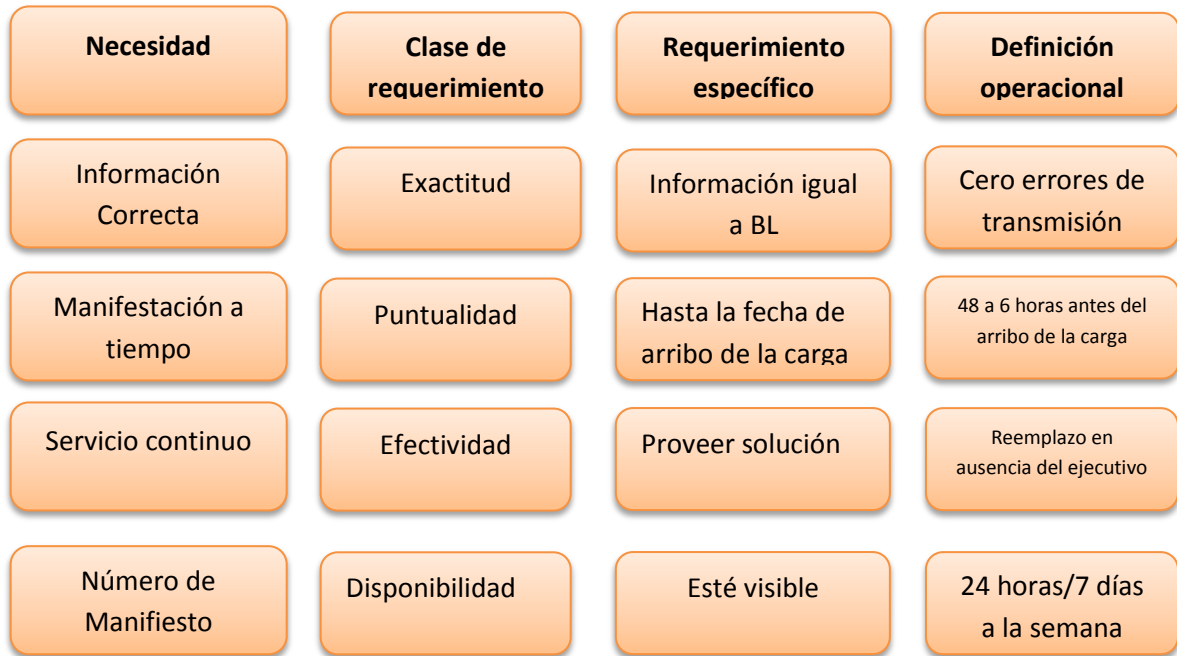 Necesidad
Clase de
requerimiento
Requerimiento
específico
Definición
operacional
Información
Correcta
Exactitud
Información igual
a BL
Cero errores de
transmisión
Manifestación a
tiempo
Puntualidad
Hasta la fecha de
arribo de la carga
48 a 6 horas antes del
arribo de la carga
Servicio continuo
Efectividad
Proveer solución
Reemplazo en
ausencia del ejecutivo
Número de
Manifiesto
Disponibilidad
Esté visible
24 horas/7 días
a la semana